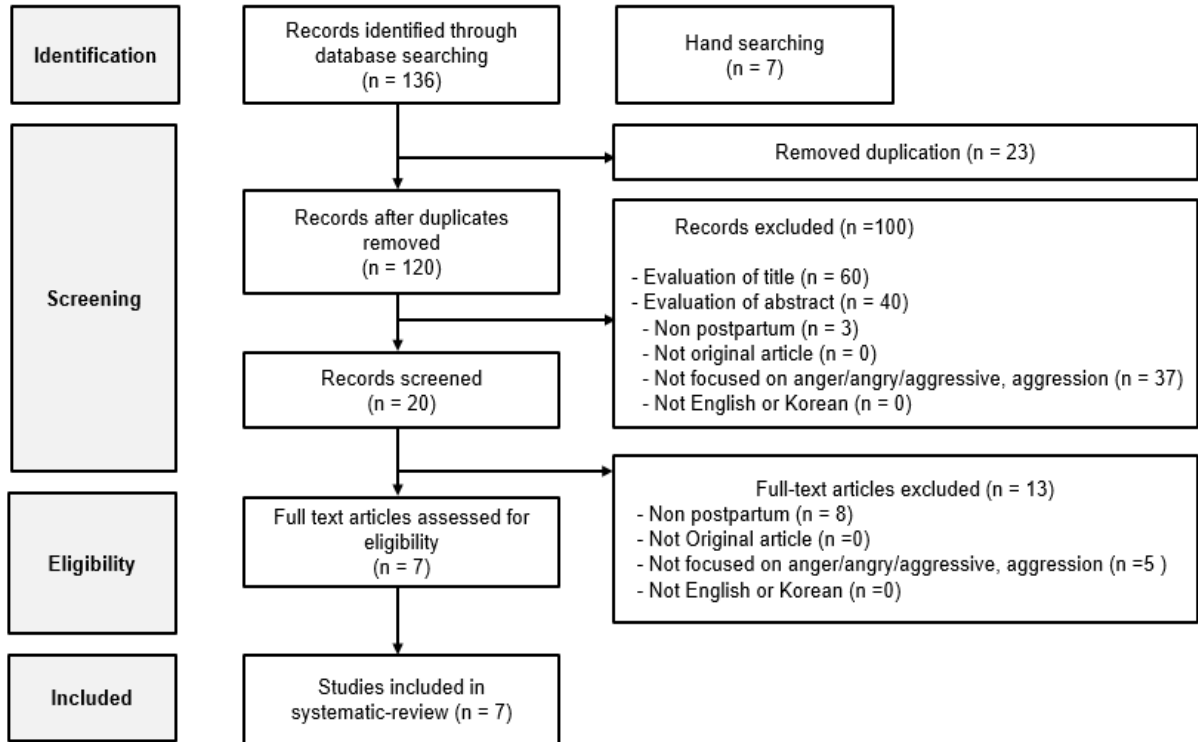 Identification
Records identified through
database searching
(n = 136)
Hand searching
(n = 7)
Screening
Removed duplication (n = 23)
Records after duplicates
removed
(n = 120)
Records excluded (n =100)
- Evaluation of title (n = 60)
- Evaluation of abstract (n = 40)
- Non postpartum (n = 3)
- Not original article (n = 0)
- Not focused on anger/angry/aggressive, aggression (n = 37)
- Not English or Korean (n = 0)
Records screened
(n = 20)
Eligibility
Full-text articles excluded (n = 13)
- Non postpartum (n = 8)
- Not Original article (n =0)
- Not focused on anger/angry/aggressive, aggression (n =5 )
- Not English or Korean (n =0)
Full text articles assessed for
eligibility
(n = 7)
Included
Studies included in
systematic-review (n = 7)